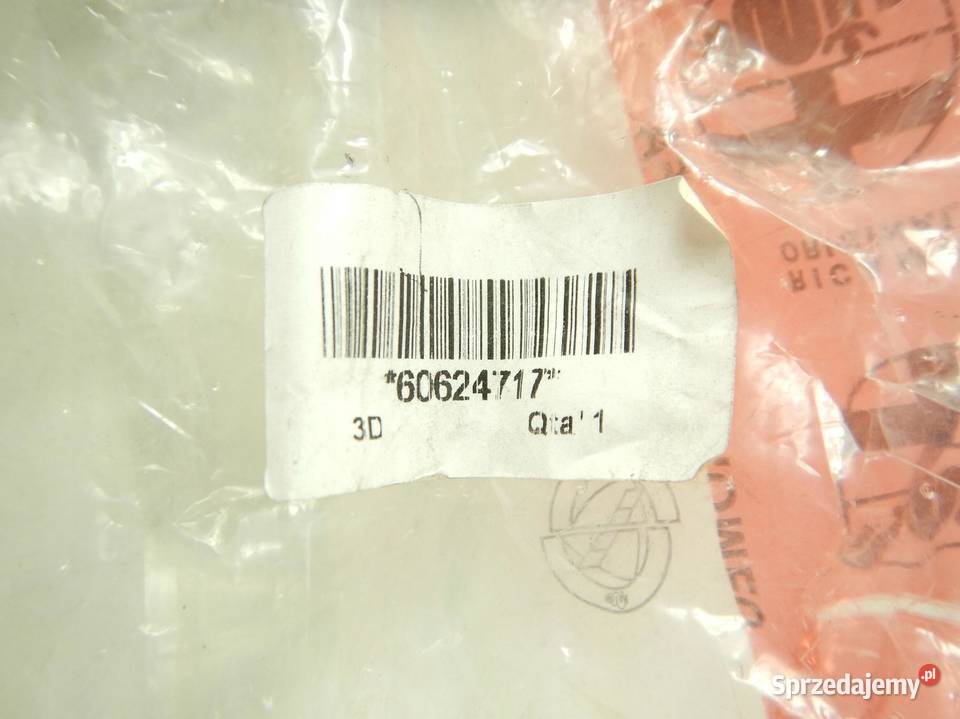 *60624717*
3D Qta' 1
Sprzedajemy.pl